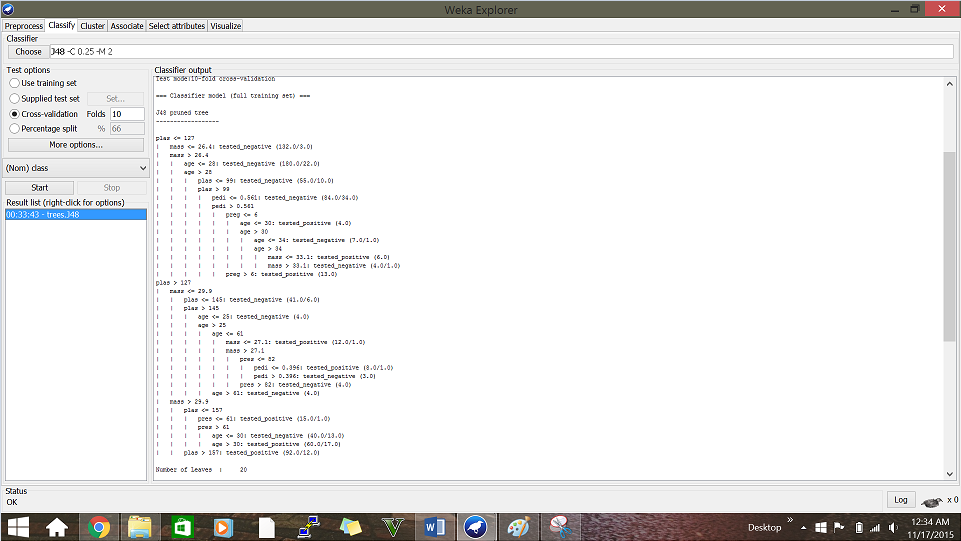 Weka Explorer
Preprocess Classify Cluster Associate Select attributes Visualize
Classifier
Choose J48 -C 0.25 -M 2
Test options
Use training set
Supplied test set Set...
Cross-validation Folds 10
Percentage split % 66
More options...
(Nom) class
Start Stop
Result list (right-click for options)
00:33:43 - trees.J48
Classifier output
Test mode:10-fold cross-validation
=== Classifier model (full training set) ===
J48 pruned tree
------------------
plas <= 127
|   mass <= 26.4: tested_negative (132.0/3.0)
|   mass > 26.4
|   |   age <= 28: tested_negative (180.0/22.0)
|   |   age > 28
|   |   |   plas <= 99: tested_negative (55.0/10.0)
|   |   |   plas > 99
|   |   |   |   pedi <= 0.561: tested_negative (84.0/34.0)
|   |   |   |   pedi > 0.561
|   |   |   |   |   preg <= 6
|   |   |   |   |   |   age <= 30: tested_positive (4.0)
|   |   |   |   |   |   age > 30
|   |   |   |   |   |   |   age <= 34: tested_negative (7.0/1.0)
|   |   |   |   |   |   |   age > 34
|   |   |   |   |   |   |   |   mass <= 33.1: tested_positive (6.0)
|   |   |   |   |   |   |   |   mass > 33.1: tested_negative (4.0/1.0)
|   |   |   |   |   preg > 6: tested_positive (13.0)
plas > 127
|   mass <= 29.9
|   |   plas <= 145: tested_negative (41.0/6.0)
|   |   plas > 145
|   |   |   age <= 25: tested_negative (4.0)
|   |   |   age > 25
|   |   |   |   age <= 61
|   |   |   |   |   mass <= 27.1: tested_positive (12.0/1.0)
|   |   |   |   |   mass > 27.1
|   |   |   |   |   |   pres <= 82
|   |   |   |   |   |   |   pedi <= 0.396: tested_positive (8.0/1.0)
|   |   |   |   |   |   |   pedi > 0.396: tested_negative (3.0)
|   |   |   |   |   |   pres > 82: tested_negative (4.0)
|   |   |   |   age > 61: tested_negative (4.0)
|   mass > 29.9
|   |   plas <= 157
|   |   |   pres <= 61: tested_positive (15.0/1.0)
|   |   |   pres > 61
|   |   |   |   age <= 30: tested_negative (40.0/13.0)
|   |   |   |   age > 30: tested_positive (60.0/17.0)
|   |   plas > 157: tested_positive (92.0/12.0)
Number of leaves  :     20
Status
OK
Log x 0
Desktop
12:34 AM
11/17/2015